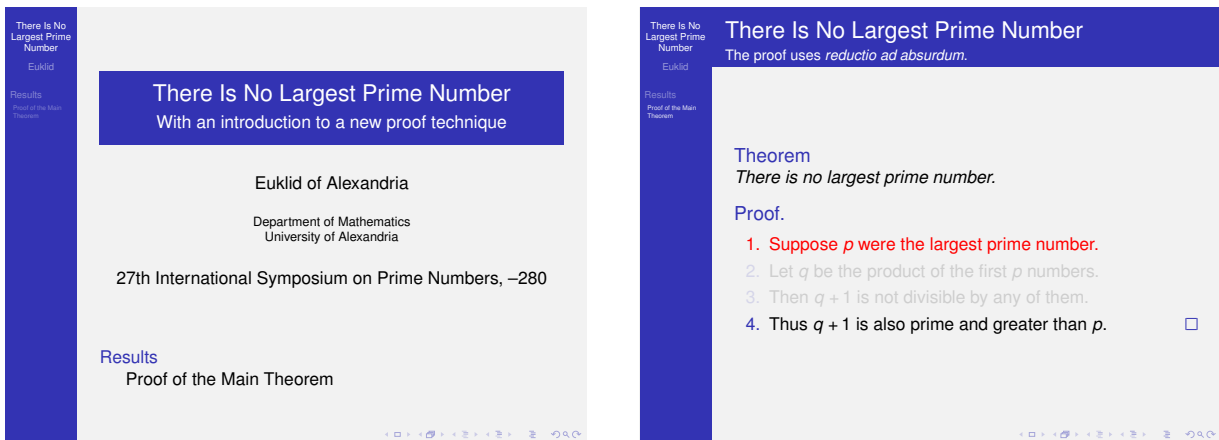 There Is No
Largest Prime
Number
Euklid
Results
Proof of the Main
Theorem
There Is No Largest Prime Number
With an introduction to a new proof technique
Euklid of Alexandria
Department of Mathematics
University of Alexandria
27th International Symposium on Prime Numbers, –280
Results
Proof of the Main Theorem
There Is No
Largest Prime
Number
Euklid
Results
Proof of the Main
Theorem
There Is No Largest Prime Number
The proof uses reductio ad absurdum.
Theorem
There is no largest prime number.
Proof.
1. Suppose p were the largest prime number.
2. Let q be the product of the first p numbers.
3. Then q + 1 is not divisible by any of them.
4. Thus q + 1 is also prime and greater than p. □